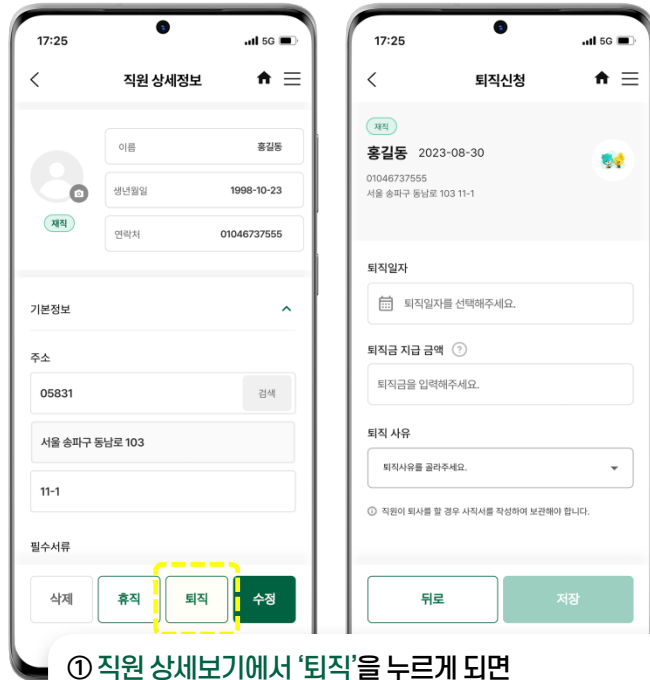 17:25
5G
직원 상세정보
이름
홍길동
생년월일
1998-10-23
재직
연락처
01046737555
기본정보
주소
05831
검색
서울 송파구 동남로 103
11-1
필수서류
삭제
휴직
퇴직
수정
17:25
5G
퇴직신청
재직
홍길동 2023-08-30
01046737555
서울 송파구 동남로 103 11-1
퇴직일자
퇴직일자를 선택해주세요.
퇴직금 지급 금액 ?
퇴직금을 입력해주세요.
퇴직 사유
퇴직사유를 골라주세요.
직원이 퇴사를 할 경우 사직서를 작성하여 보관해야 합니다.
뒤로
저장
① 직원 상세보기에서 ‘퇴직’을 누르게 되면